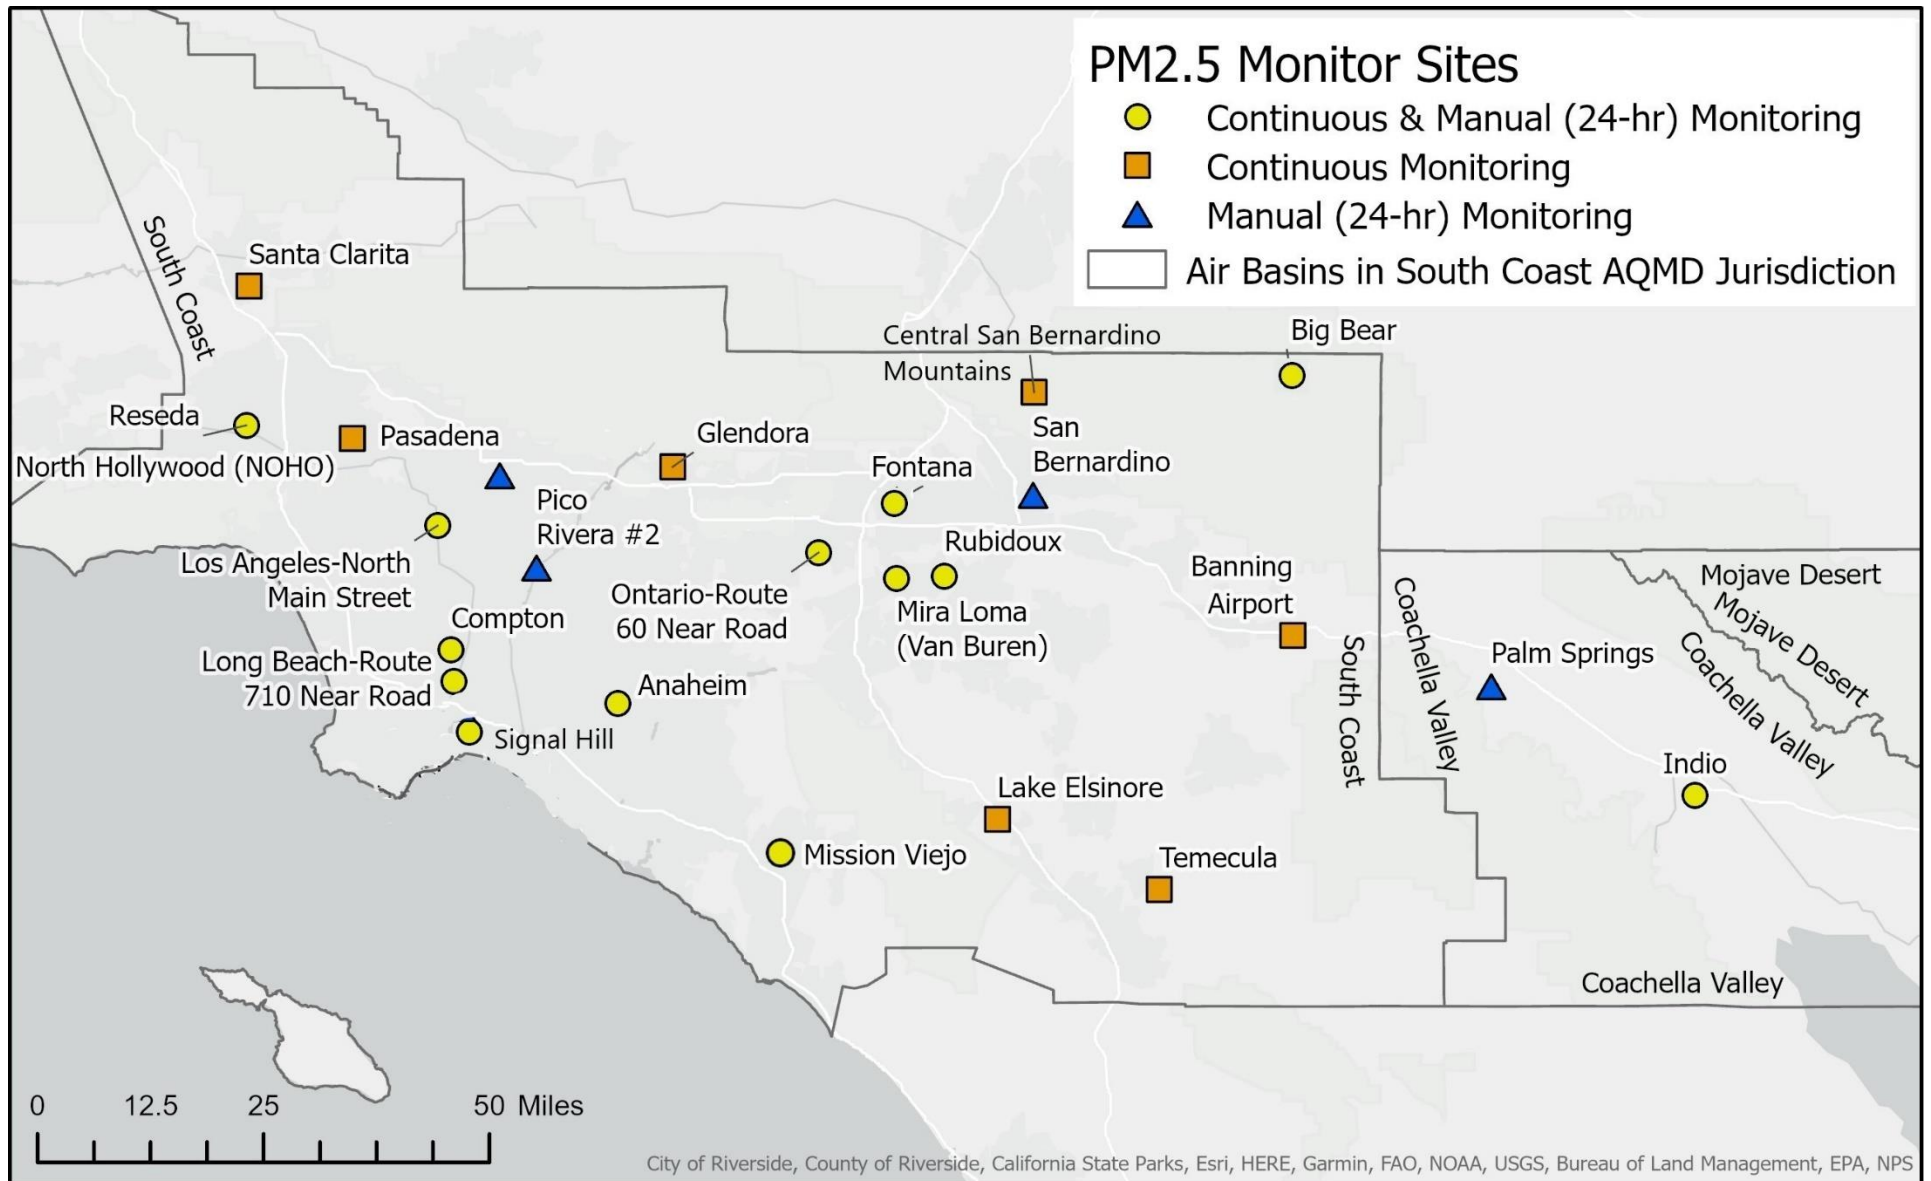 PM2.5 Monitor Sites
Continuous & Manual (24-hr) Monitoring
Continuous Monitoring
Manual (24-hr) Monitoring
Air Basins in South Coast AQMD Jurisdiction
South Coast
Santa Clarita
Central San Bernardino
Mountains
Big Bear
Reseda
Pasadena
North Hollywood (NOHO)
Glendora
San
Bernardino
Fontana
Pico
Rivera #2
Los Angeles-North
Main Street
Rubidoux
Ontario-Route
60 Near Road
Mira Loma
(Van Buren)
Banning
Airport
Compton
Long Beach-Route
710 Near Road
Anaheim
Signal Hill
South Coast
Coachella Valley
Mojave Desert
Mojave Desert
Coachella Valley
Palm Springs
Indio
Lake Elsinore
Mission Viejo
Temecula
Coachella Valley
0 12.5 25 50 Miles
City of Riverside, County of Riverside, California State Parks, Esri, HERE, Garmin, FAO, NOAA, USGS, Bureau of Land Management, EPA, NPS